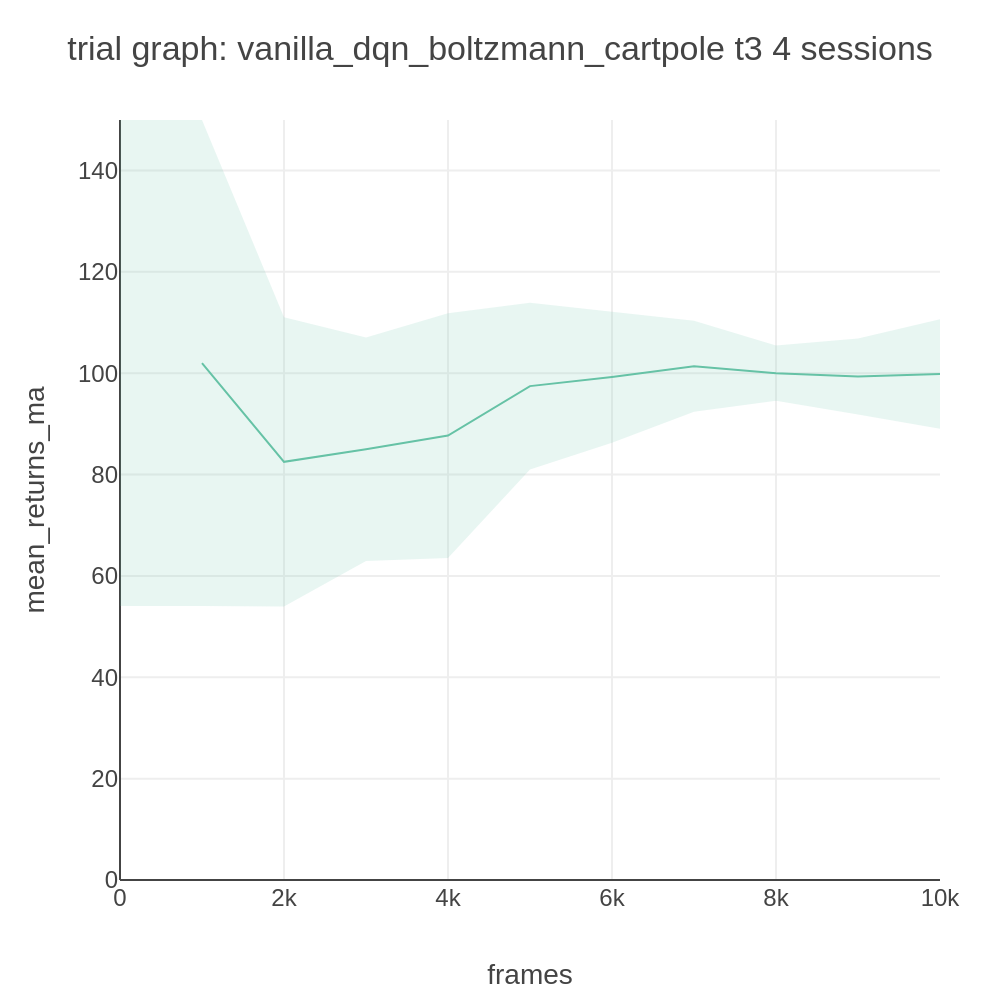 trial graph: vanilla_dqn_boltzmann_cartpole t3 4 sessions
140
120
100
80
60
40
20
0
mean_returns_ma
0 2k 4k 6k 8k 10k
frames